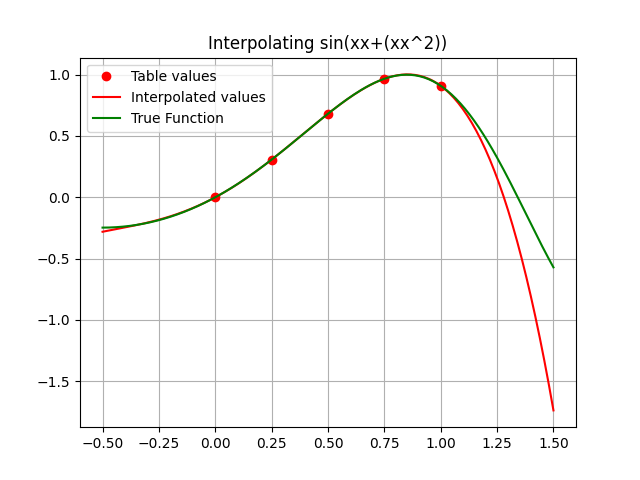 Interpolating sin(xx+(xx^2))
Table values
Interpolated values
True Function
1.0
0.5
0.0
−0.5
−1.0
−1.5
−0.50 −0.25 0.00 0.25 0.50 0.75 1.00 1.25 1.50